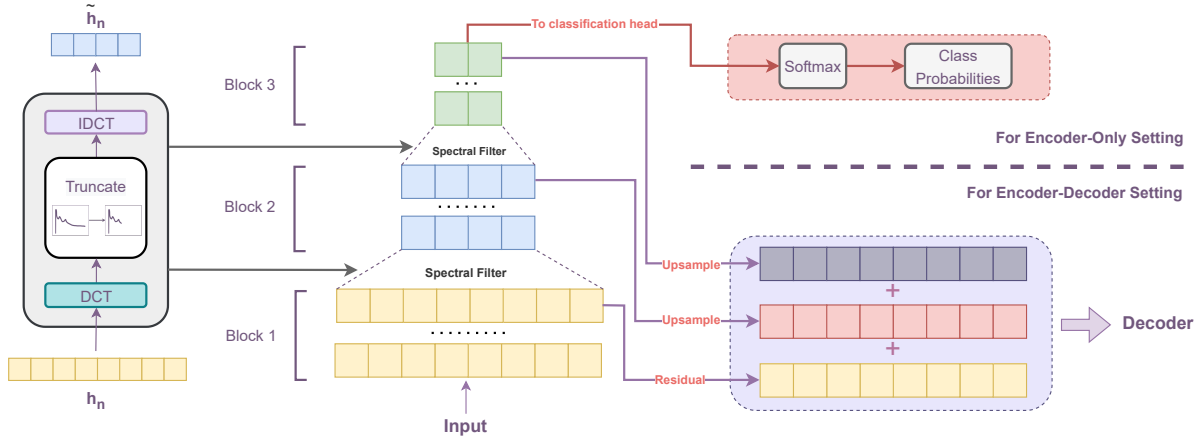 h̃ₙ
IDCT
Truncate
DCT
hₙ
Block 3
Block 2
Block 1
To classification head
...
Spectral Filter
.......
Spectral Filter
.........
Input
Softmax
Class
Probabilities
For Encoder-Only Setting
For Encoder-Decoder Setting
Upsample
+
Upsample
+
Residual
Decoder